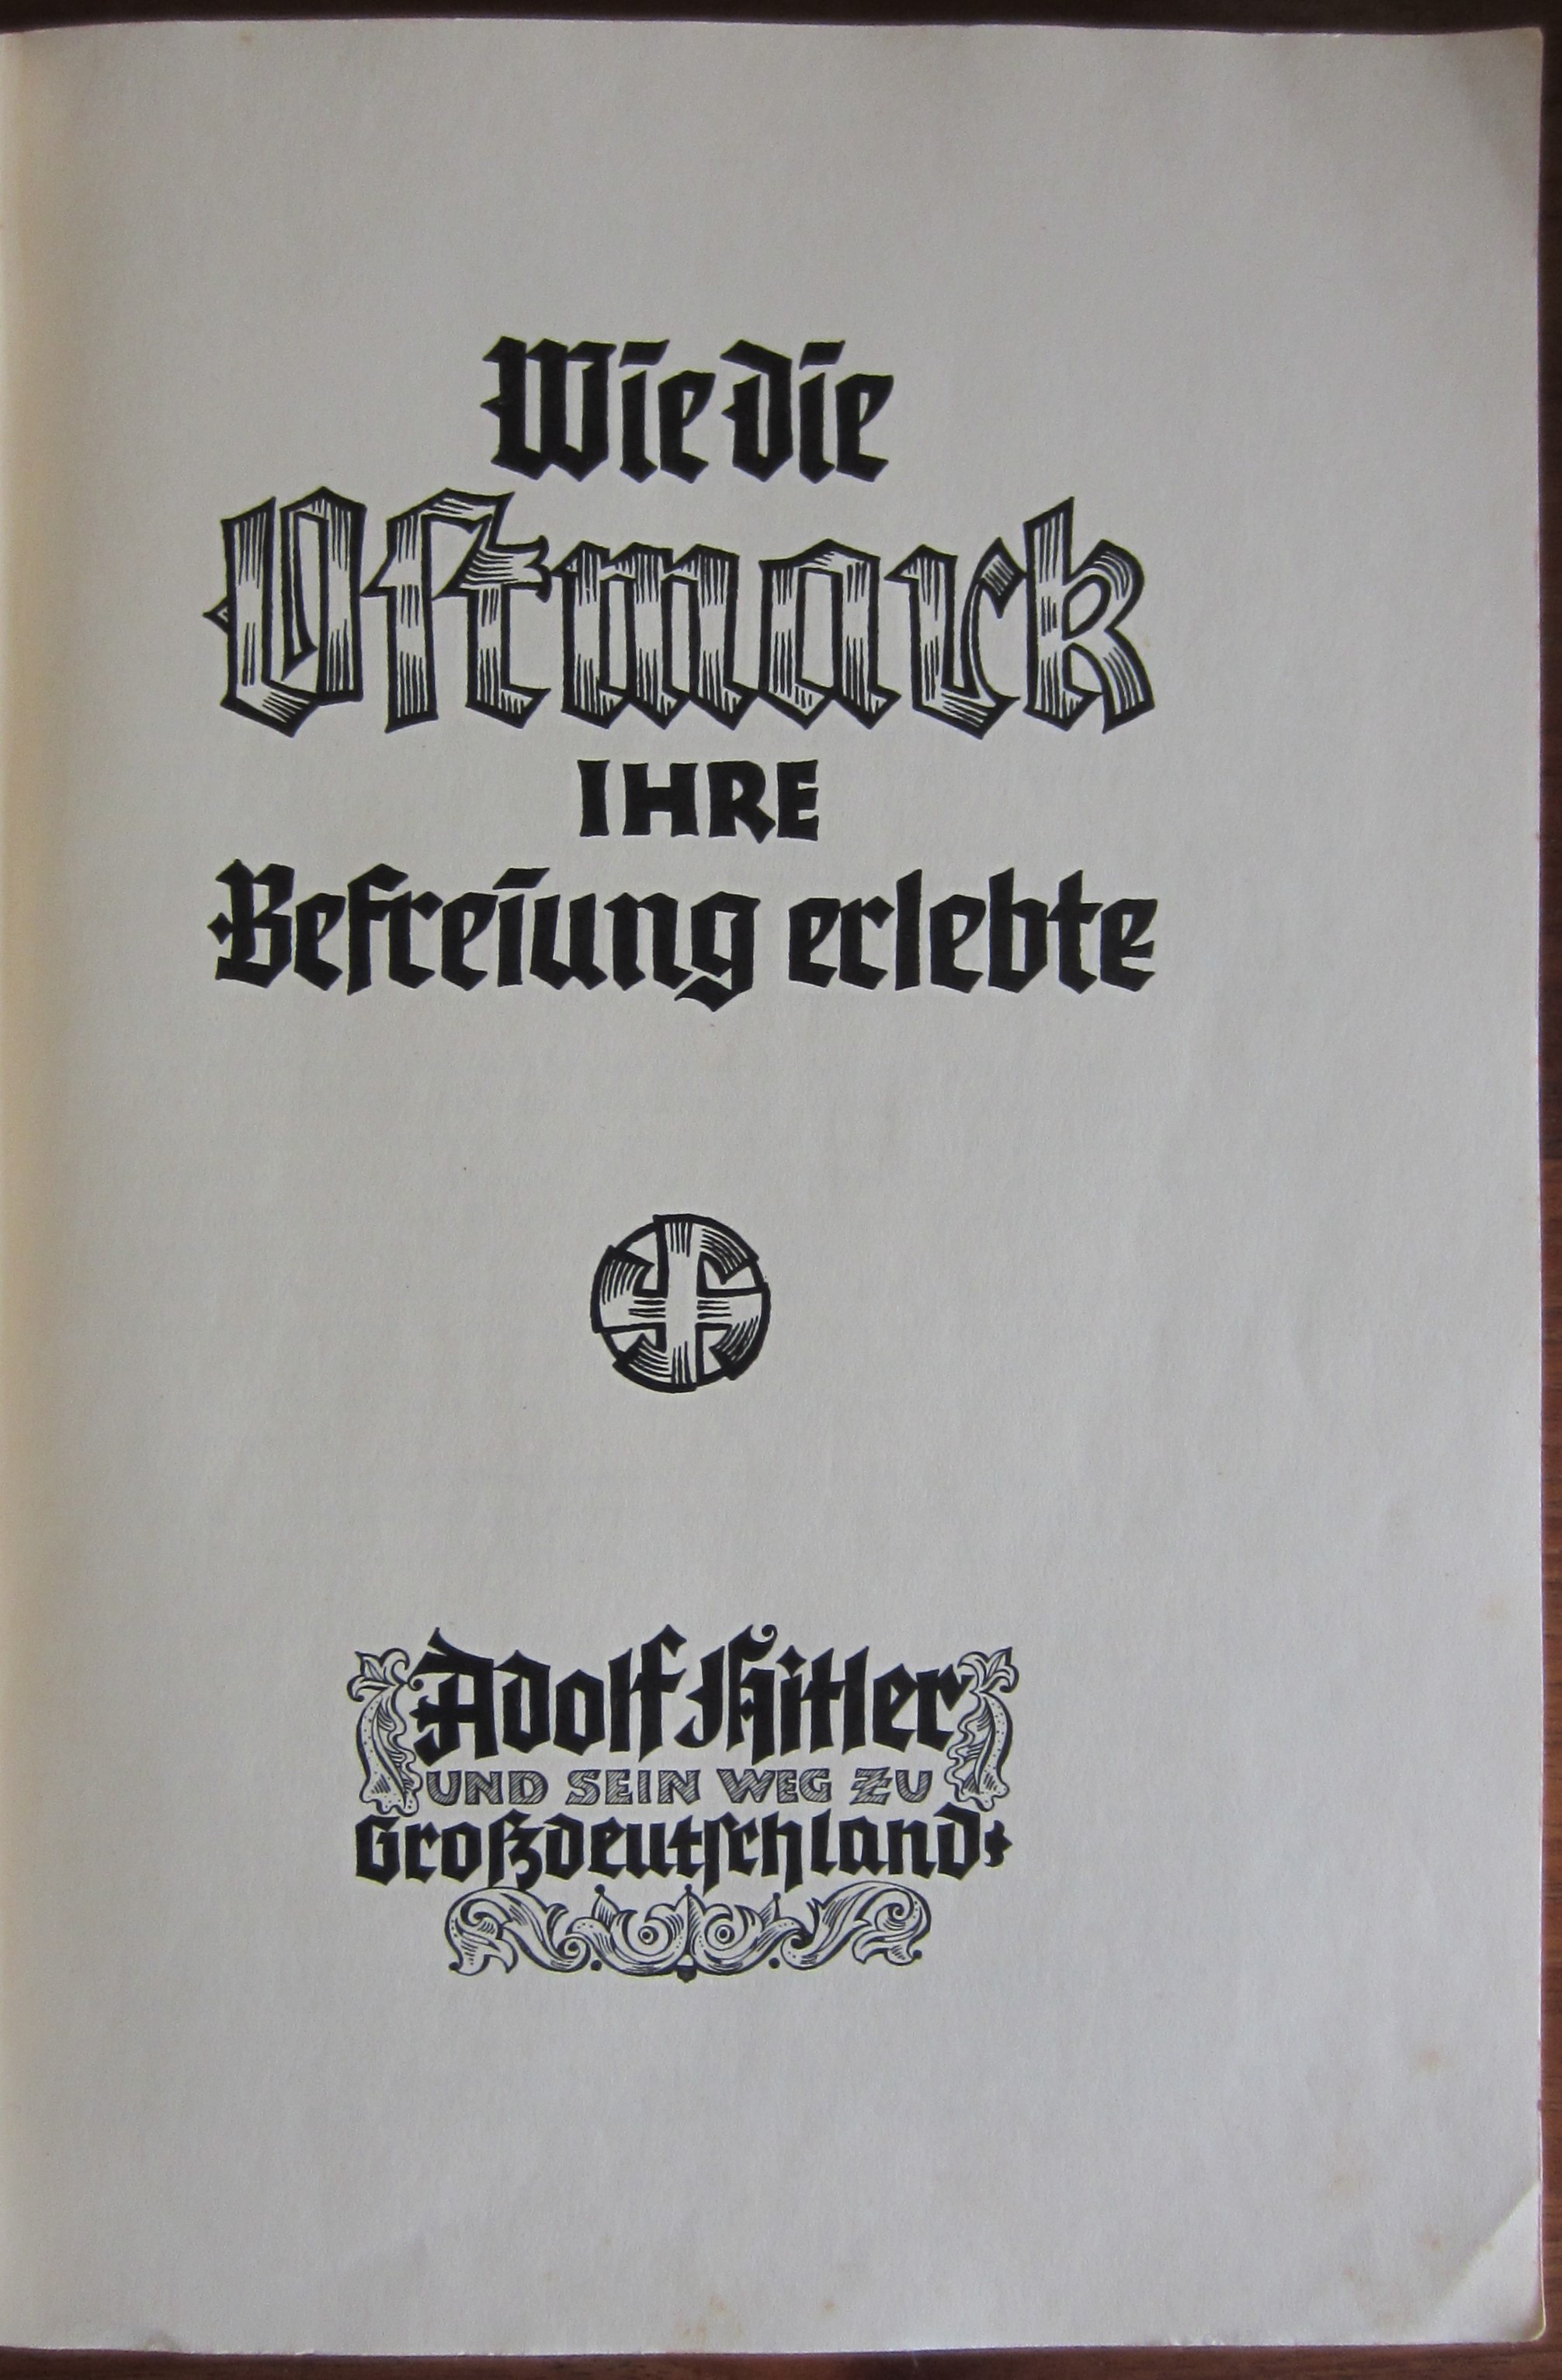 Wie die
Ostmark
IHRE
Befreiung erlebte
Adolf Hitler
UND SEIN WEG ZU
Großdeutschland